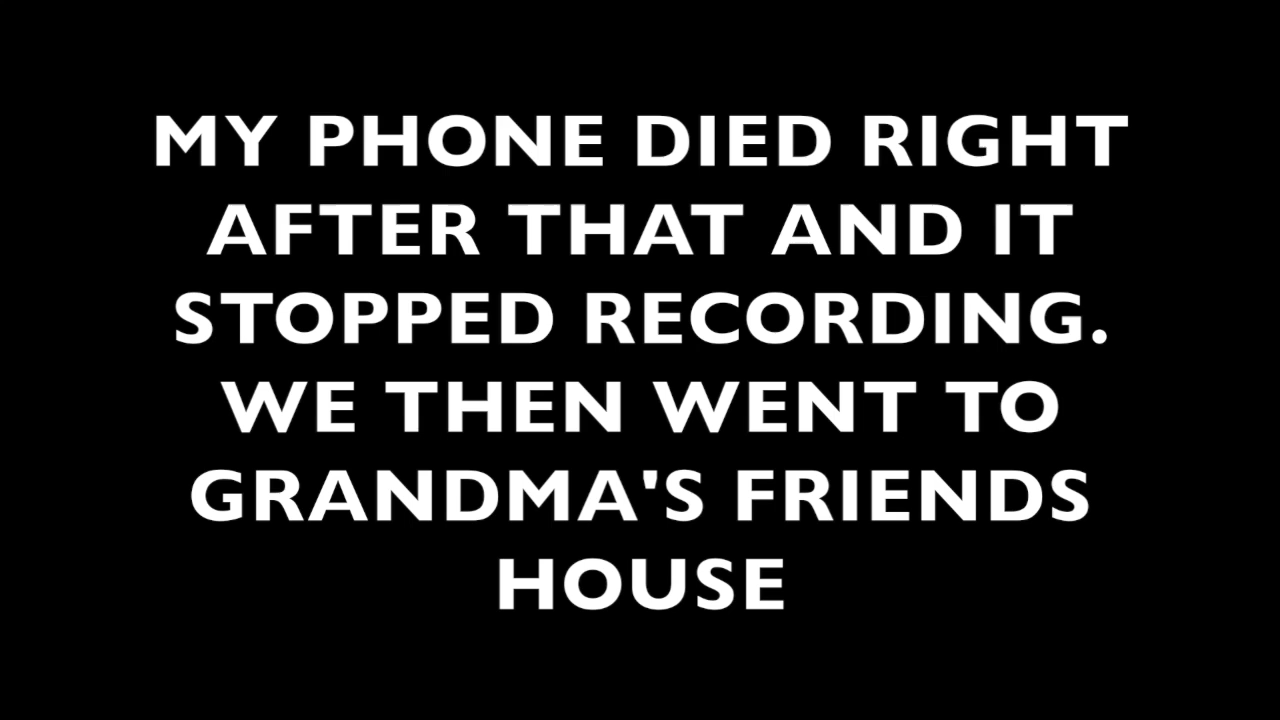 MY PHONE DIED RIGHT
AFTER THAT AND IT
STOPPED RECORDING.
WE THEN WENT TO
GRANDMA'S FRIENDS
HOUSE